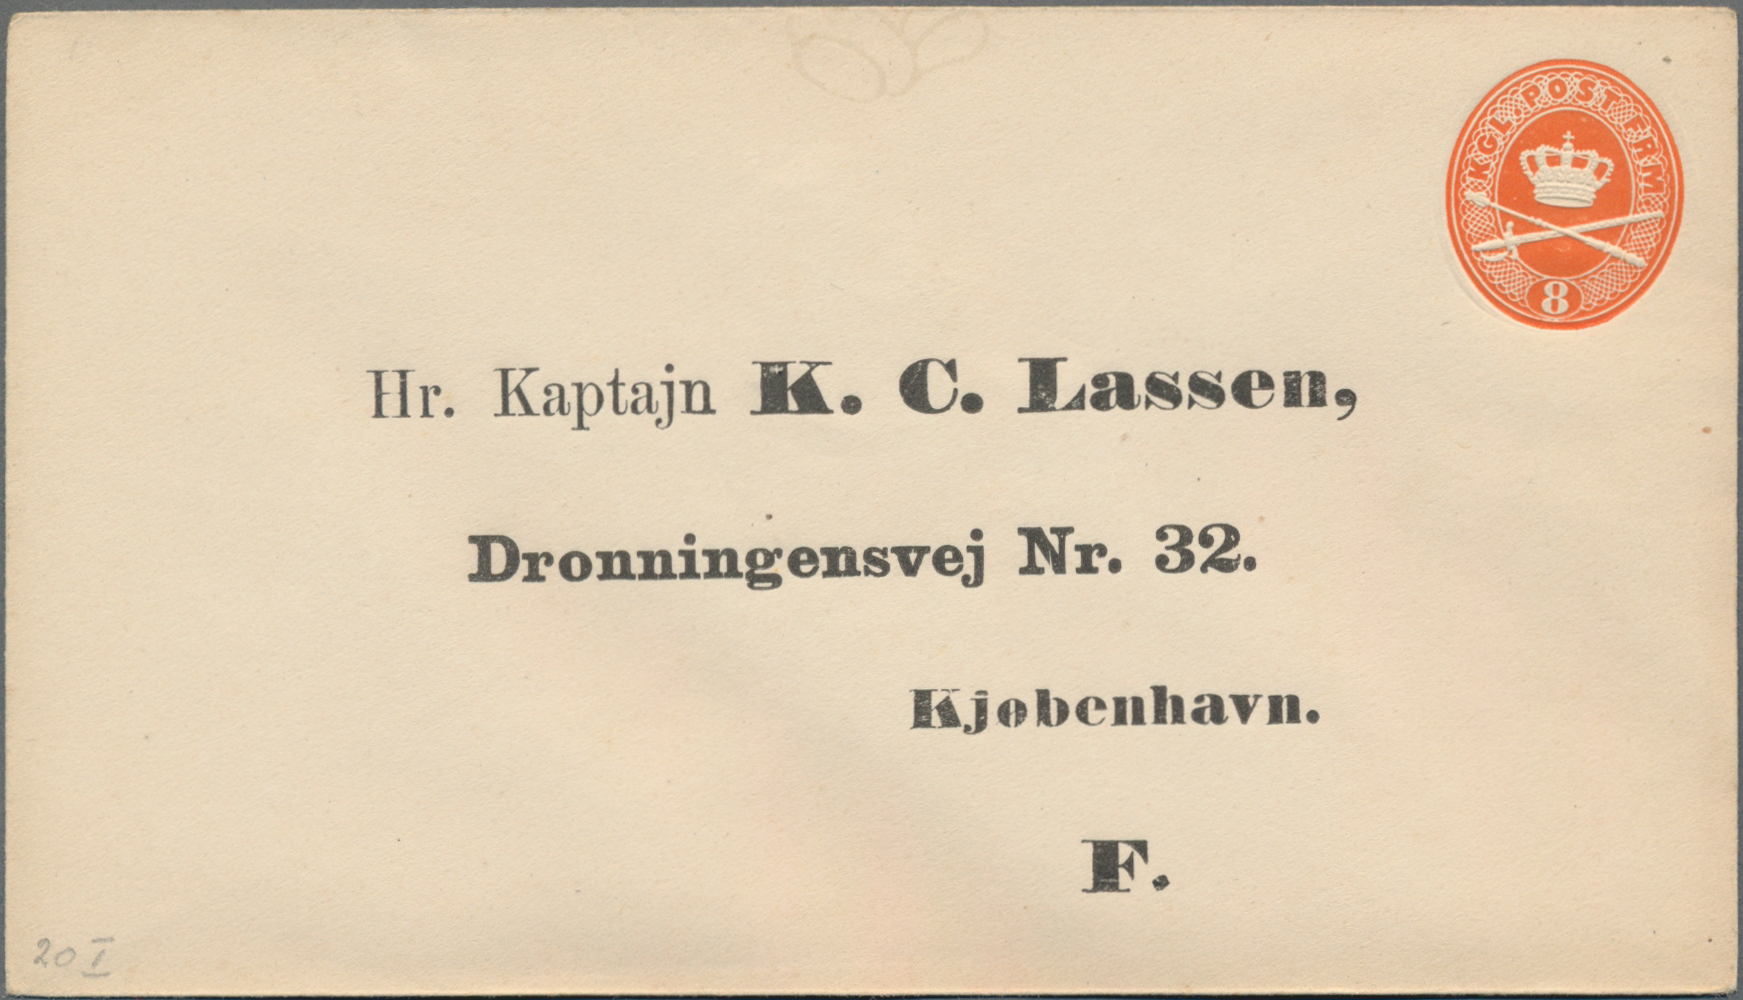 KGL POST FRM
8
Hr. Kaptajn K. C. Lassen,
Dronningensvej Nr. 32.
Kjøbenhavn.
F.
20 I